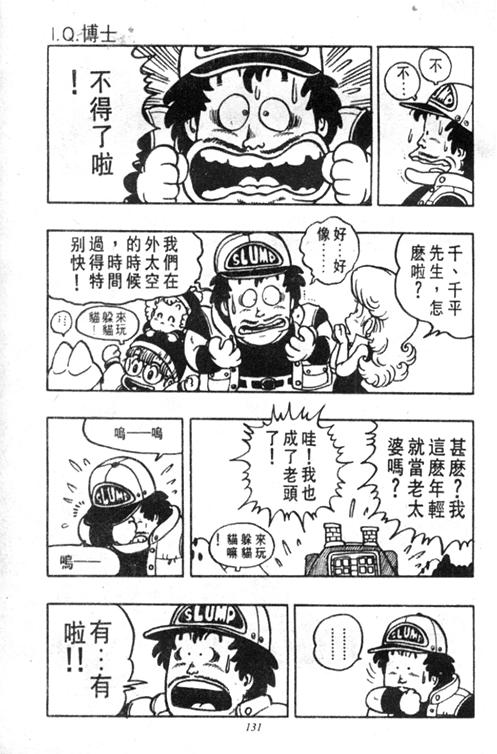 I.Q.博士
不…
不…
SLUMP
不得了啦
！
千、千平
先生，怎
麼啦？
好…好
像…
SLUMP
我們在
外太空
的時候
，時間
過得特
別快！
來玩
躲貓
貓！
……
甚麼？我
這麼年輕
就當老太
婆嗎？
哇！我也
成了老頭
了！
來玩
躲貓
貓嘛
！
嗚——嗚
SLUMP
嗚——
SLUMP
………
SLUMP
有…有
啦!!
131